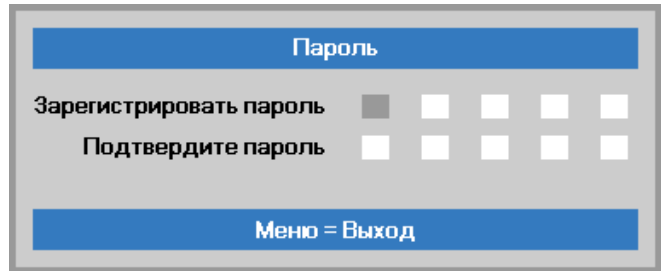 Пароль
Зарегистрировать пароль
Подтвердите пароль
Меню = Выход